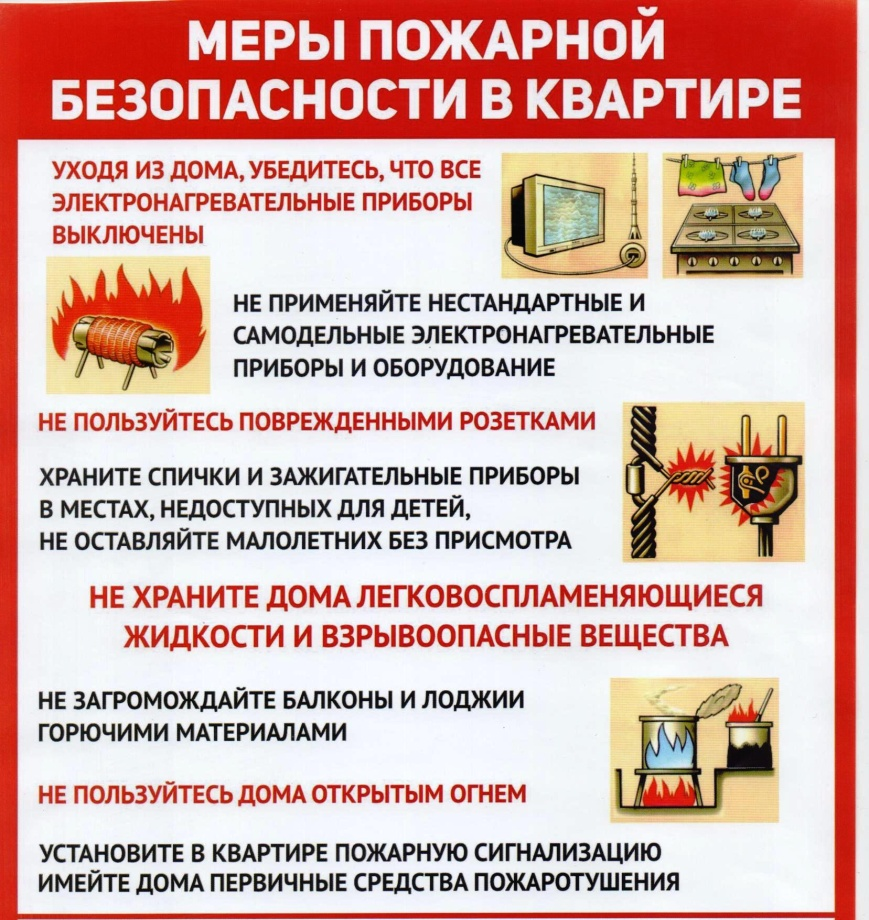 МЕРЫ ПОЖАРНОЙ
БЕЗОПАСНОСТИ В КВАРТИРЕ
УХОДЯ ИЗ ДОМА, УБЕДИТЕСЬ, ЧТО ВСЕ
ЭЛЕКТРОНАГРЕВАТЕЛЬНЫЕ ПРИБОРЫ
ВЫКЛЮЧЕНЫ
НЕ ПРИМЕНЯЙТЕ НЕСТАНДАРТНЫЕ И
САМОДЕЛЬНЫЕ ЭЛЕКТРОНАГРЕВАТЕЛЬНЫЕ
ПРИБОРЫ И ОБОРУДОВАНИЕ
НЕ ПОЛЬЗУЙТЕСЬ ПОВРЕЖДЕННЫМИ РОЗЕТКАМИ
ХРАНИТЕ СПИЧКИ И ЗАЖИГАТЕЛЬНЫЕ ПРИБОРЫ
В МЕСТАХ, НЕДОСТУПНЫХ ДЛЯ ДЕТЕЙ,
НЕ ОСТАВЛЯЙТЕ МАЛОЛЕТНИХ БЕЗ ПРИСМОТРА
НЕ ХРАНИТЕ ДОМА ЛЕГКОВОСПЛАМЕНЯЮЩИЕСЯ
ЖИДКОСТИ И ВЗРЫВООПАСНЫЕ ВЕЩЕСТВА
НЕ ЗАГРОМОЖДАЙТЕ БАЛКОНЫ И ЛОДЖИИ
ГОРЮЧИМИ МАТЕРИАЛАМИ
НЕ ПОЛЬЗУЙТЕСЬ ДОМА ОТКРЫТЫМ ОГНЕМ
УСТАНОВИТЕ В КВАРТИРЕ ПОЖАРНУЮ СИГНАЛИЗАЦИЮ
ИМЕЙТЕ ДОМА ПЕРВИЧНЫЕ СРЕДСТВА ПОЖАРОТУШЕНИЯ